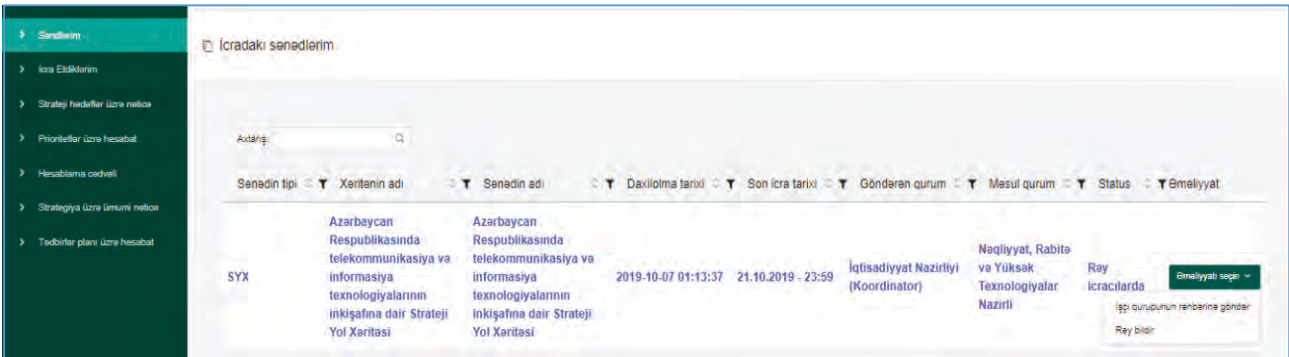 Sənədlərim
İcra Etdiklərim
Strateji hədəflər üzrə nəticə
Prioritetlər üzrə hesabat
Hesablama cədvəli
Strategiya üzrə ümumi nəticə
Tədbirlər planı üzrə hesabat
İcradakı sənədlərim
Axtarış:
Sənədin tipi Xəritənin adı Sənədin adı Daxilolma tarixi Son icra tarixi Göndərən qurum Məsul qurum Status Əməliyyat
SYX
Azərbaycan
Respublikasında
telekommunikasiya və
informasiya
texnologiyalarının
inkişafına dair Strateji
Yol Xəritəsi
Azərbaycan
Respublikasında
telekommunikasiya və
informasiya
texnologiyalarının
inkişafına dair Strateji
Yol Xəritəsi
2019-10-07 01:13:37
21.10.2019 - 23:59
İqtisadiyyat Nazirliyi
(Koordinator)
Nəqliyyat, Rabitə
və Yüksək
Texnologiyalar
Nazirli
Rəy
icraçılarda
Əməliyyatı seçin
İşçi qurupunun rəhbərinə göndər
Rəy bildir